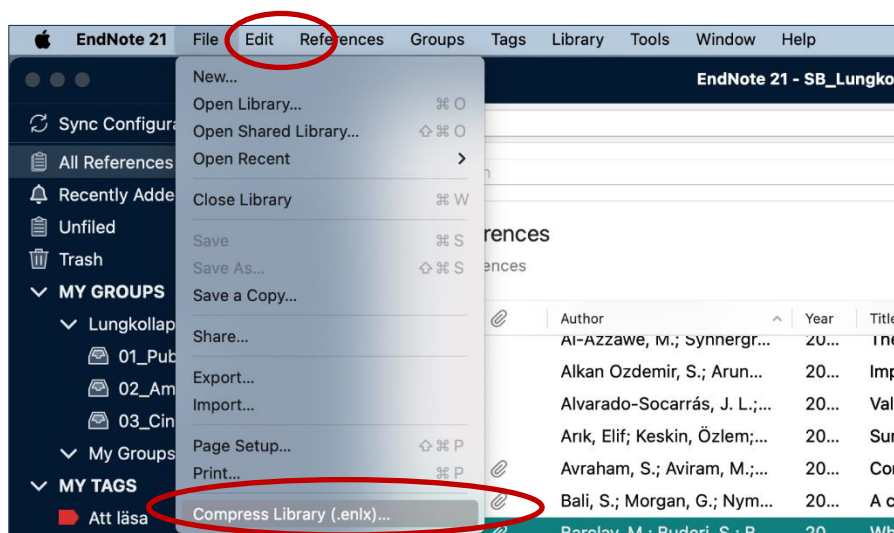 EndNote 21 File Edit References Groups Tags Library Tools Window Help
EndNote 21 - SB_Lungko
Sync Configura
All References
Recently Adde
Unfiled
Trash
MY GROUPS
Lungkollap
01_Pub
02_Am
03_Cin
My Groups
MY TAGS
Att läsa
New...
Open Library... ⌘ O
Open Shared Library... ⇧ ⌘ O
Open Recent
Close Library ⌘ W
Save ⌘ S
Save As... ⇧ ⌘ S
Save a Copy...
Share...
Export...
Import...
Page Setup... ⇧ ⌘ P
Print... ⌘ P
Compress Library (.enlx)...
rences
ences
Author Year Title
Al-Azzawe, M.; Synnergr... 20... The
Alkan Ozdemir, S.; Arun... 20... Imp
Alvarado-Socarrás, J. L.;... 20... Val
Arık, Elif; Keskin, Özlem;... 20... Sur
Avraham, S.; Aviram, M.;... 20... Cor
Bali, S.; Morgan, G.; Nym... 20... A c